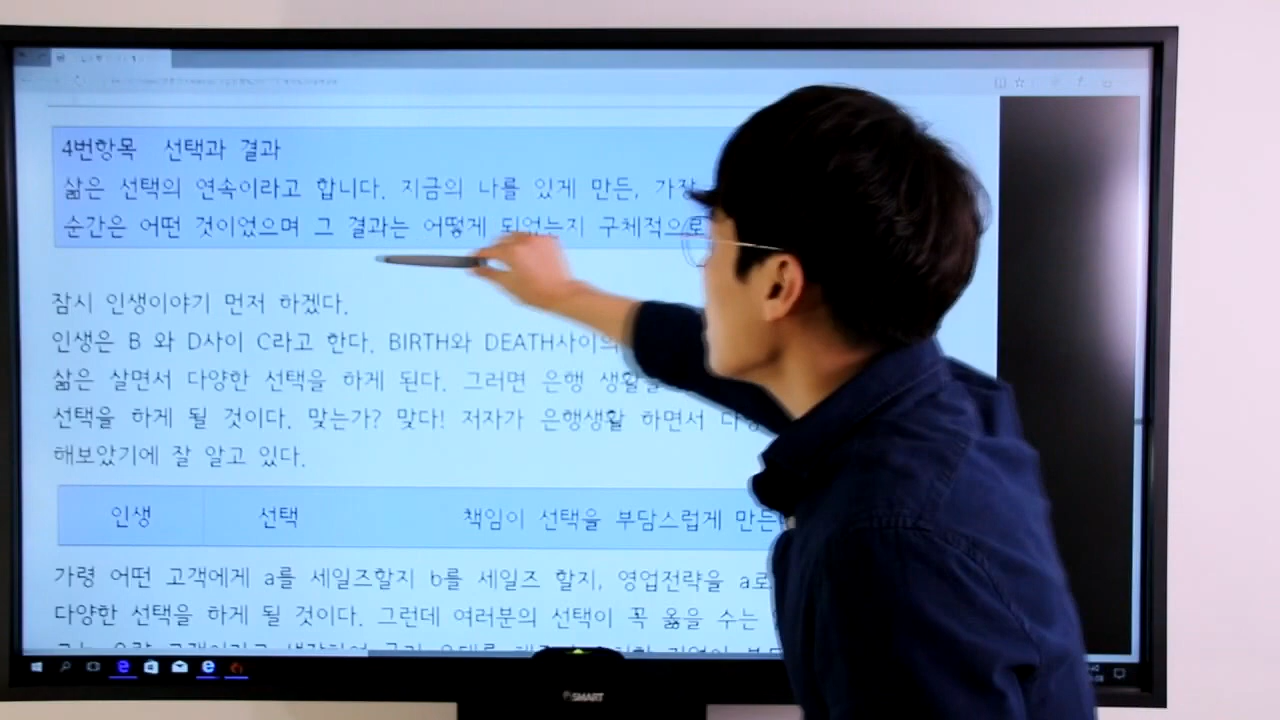 4번항목 선택과 결과
삶은 선택의 연속이라고 합니다. 지금의 나를 있게 만든, 가장
순간은 어떤 것이었으며 그 결과는 어떻게 되었는지 구체적으로
잠시 인생이야기 먼저 하겠다.
인생은 B 와 D사이 C라고 한다. BIRTH와 DEATH사이의
삶은 살면서 다양한 선택을 하게 된다. 그러면 은행 생활을
선택을 하게 될 것이다. 맞는가? 맞다! 저자가 은행생활 하면서
해보았기에 잘 알고 있다.
인생 선택 책임이 선택을 부담스럽게 만든
가령 어떤 고객에게 a를 세일즈할지 b를 세일즈 할지, 영업전략을 a로
다양한 선택을 하게 될 것이다. 그런데 여러분의 선택이 꼭 옳을 수는
SMART